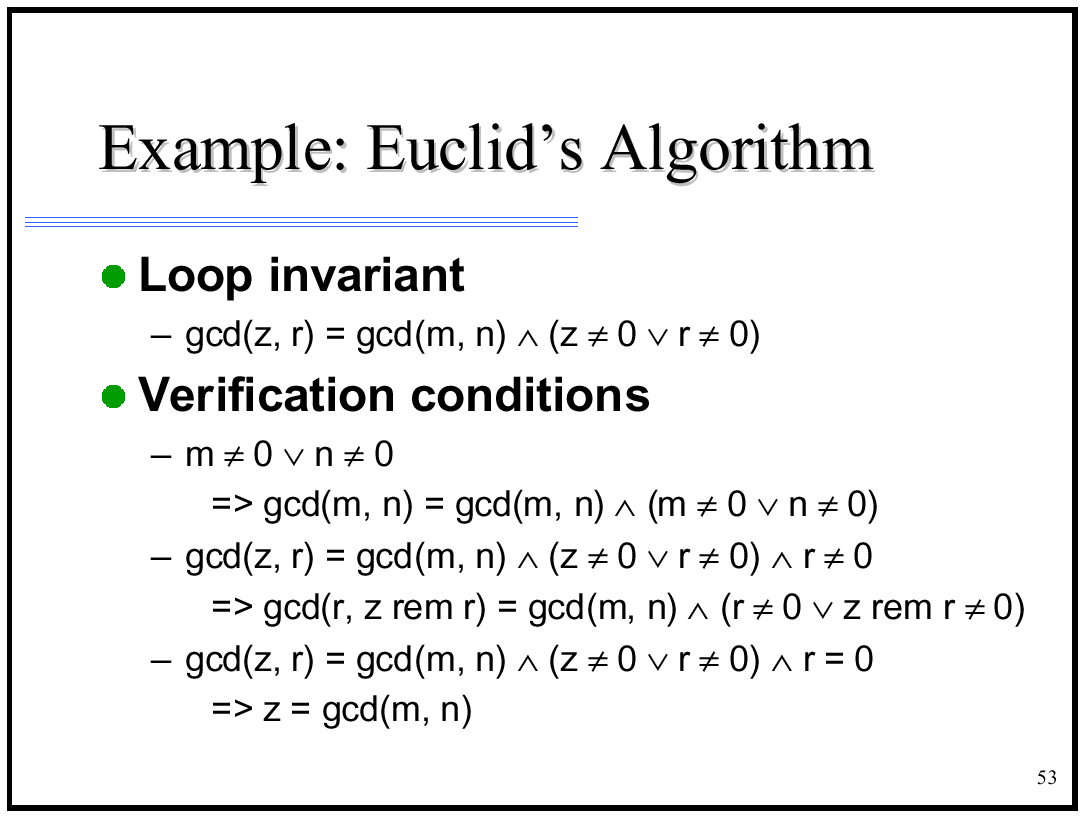 Example: Euclid’s Algorithm
Loop invariant
– gcd(z, r) = gcd(m, n) ∧ (z ≠ 0 ∨ r ≠ 0)
Verification conditions
– m ≠ 0 ∨ n ≠ 0
=> gcd(m, n) = gcd(m, n) ∧ (m ≠ 0 ∨ n ≠ 0)
– gcd(z, r) = gcd(m, n) ∧ (z ≠ 0 ∨ r ≠ 0) ∧ r ≠ 0
=> gcd(r, z rem r) = gcd(m, n) ∧ (r ≠ 0 ∨ z rem r ≠ 0)
– gcd(z, r) = gcd(m, n) ∧ (z ≠ 0 ∨ r ≠ 0) ∧ r = 0
=> z = gcd(m, n)
53